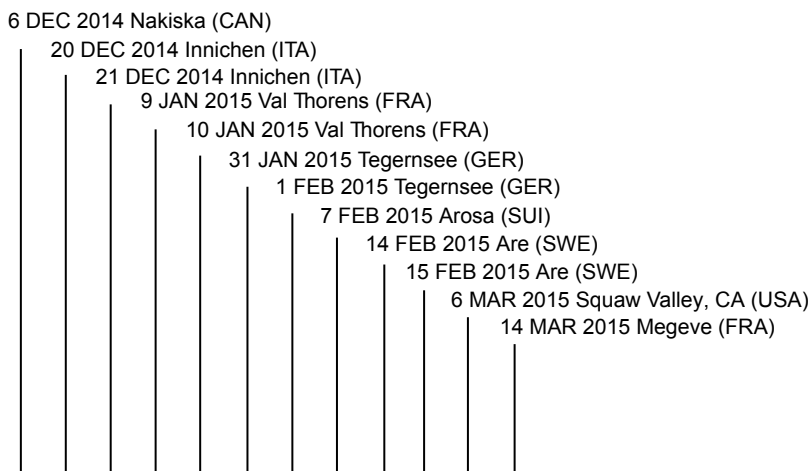 6 DEC 2014 Nakiska (CAN)
20 DEC 2014 Innichen (ITA)
21 DEC 2014 Innichen (ITA)
9 JAN 2015 Val Thorens (FRA)
10 JAN 2015 Val Thorens (FRA)
31 JAN 2015 Tegernsee (GER)
1 FEB 2015 Tegernsee (GER)
7 FEB 2015 Arosa (SUI)
14 FEB 2015 Are (SWE)
15 FEB 2015 Are (SWE)
6 MAR 2015 Squaw Valley, CA (USA)
14 MAR 2015 Megeve (FRA)